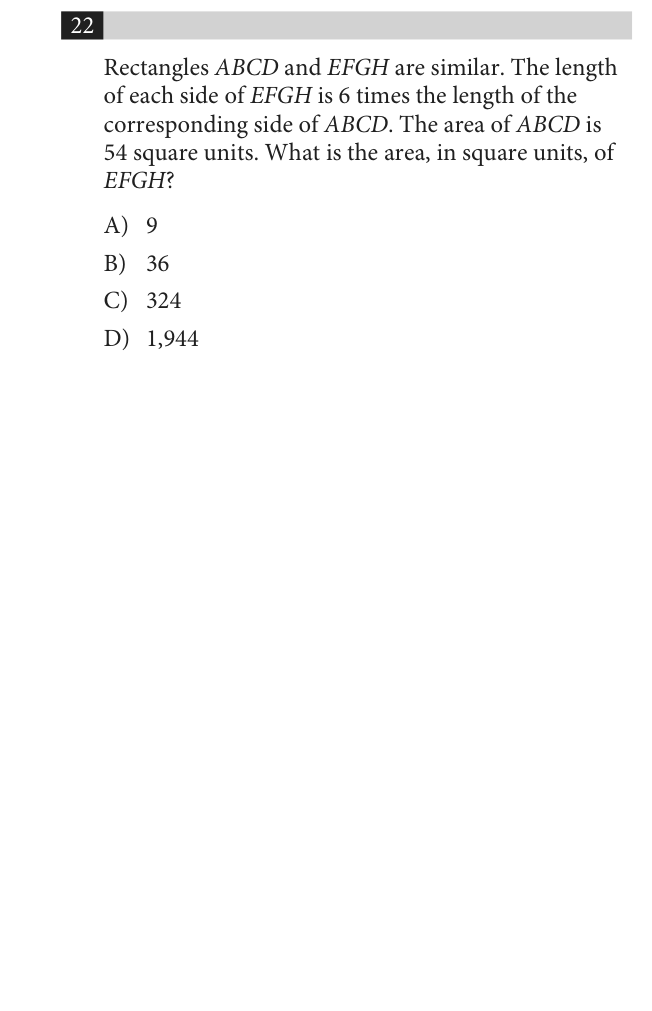 22
Rectangles ABCD and EFGH are similar. The length
of each side of EFGH is 6 times the length of the
corresponding side of ABCD. The area of ABCD is
54 square units. What is the area, in square units, of
EFGH?
A) 9
B) 36
C) 324
D) 1,944